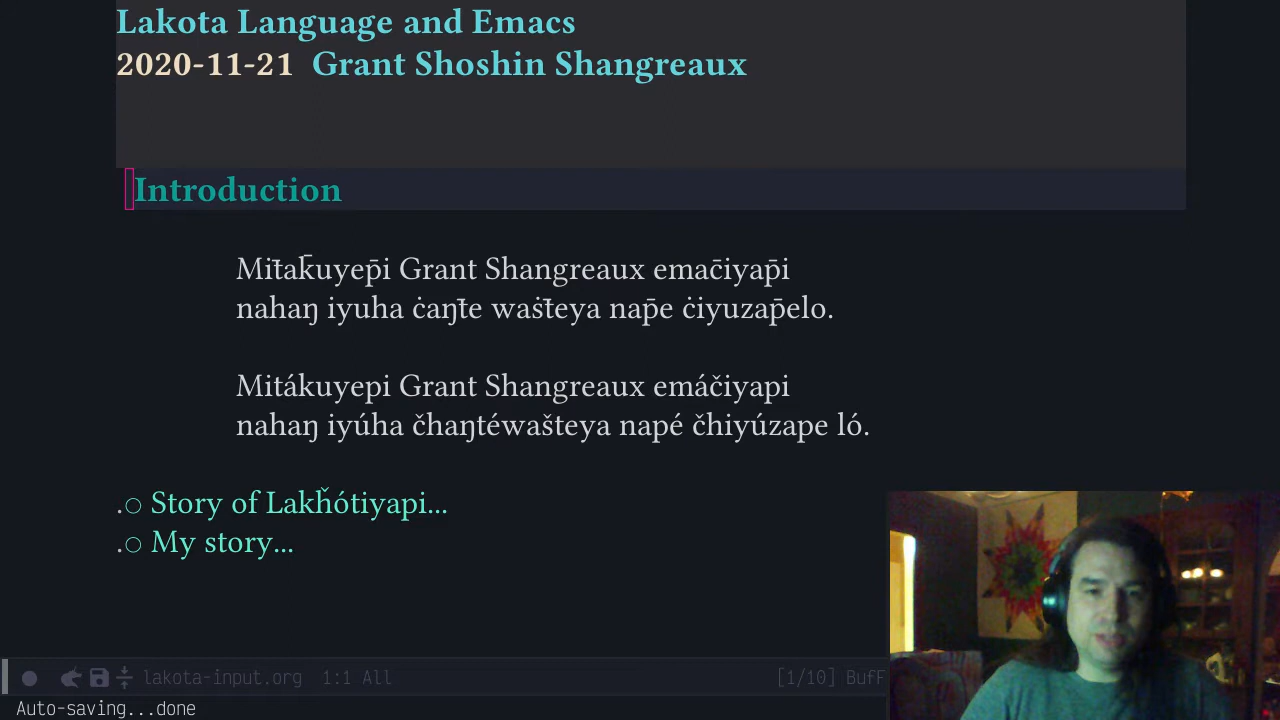 Lakota Language and Emacs
2020-11-21 Grant Shoshin Shangreaux
Introduction
Mit̄ak̄uyep̄i Grant Shangreaux emac̄iyap̄i
nahaŋ iyuha ċaŋt̄e waṡt̄eya nap̄e ċiyuzap̄elo.
Mitákuyepi Grant Shangreaux emáčiyapi
nahaŋ iyúha čhaŋtéwašteya napé čhiyúzape ló.
.○ Story of Lakȟótiyapi...
.○ My story...
lakota-input.org 1:1 All [1/10] BufF
Auto-saving...done